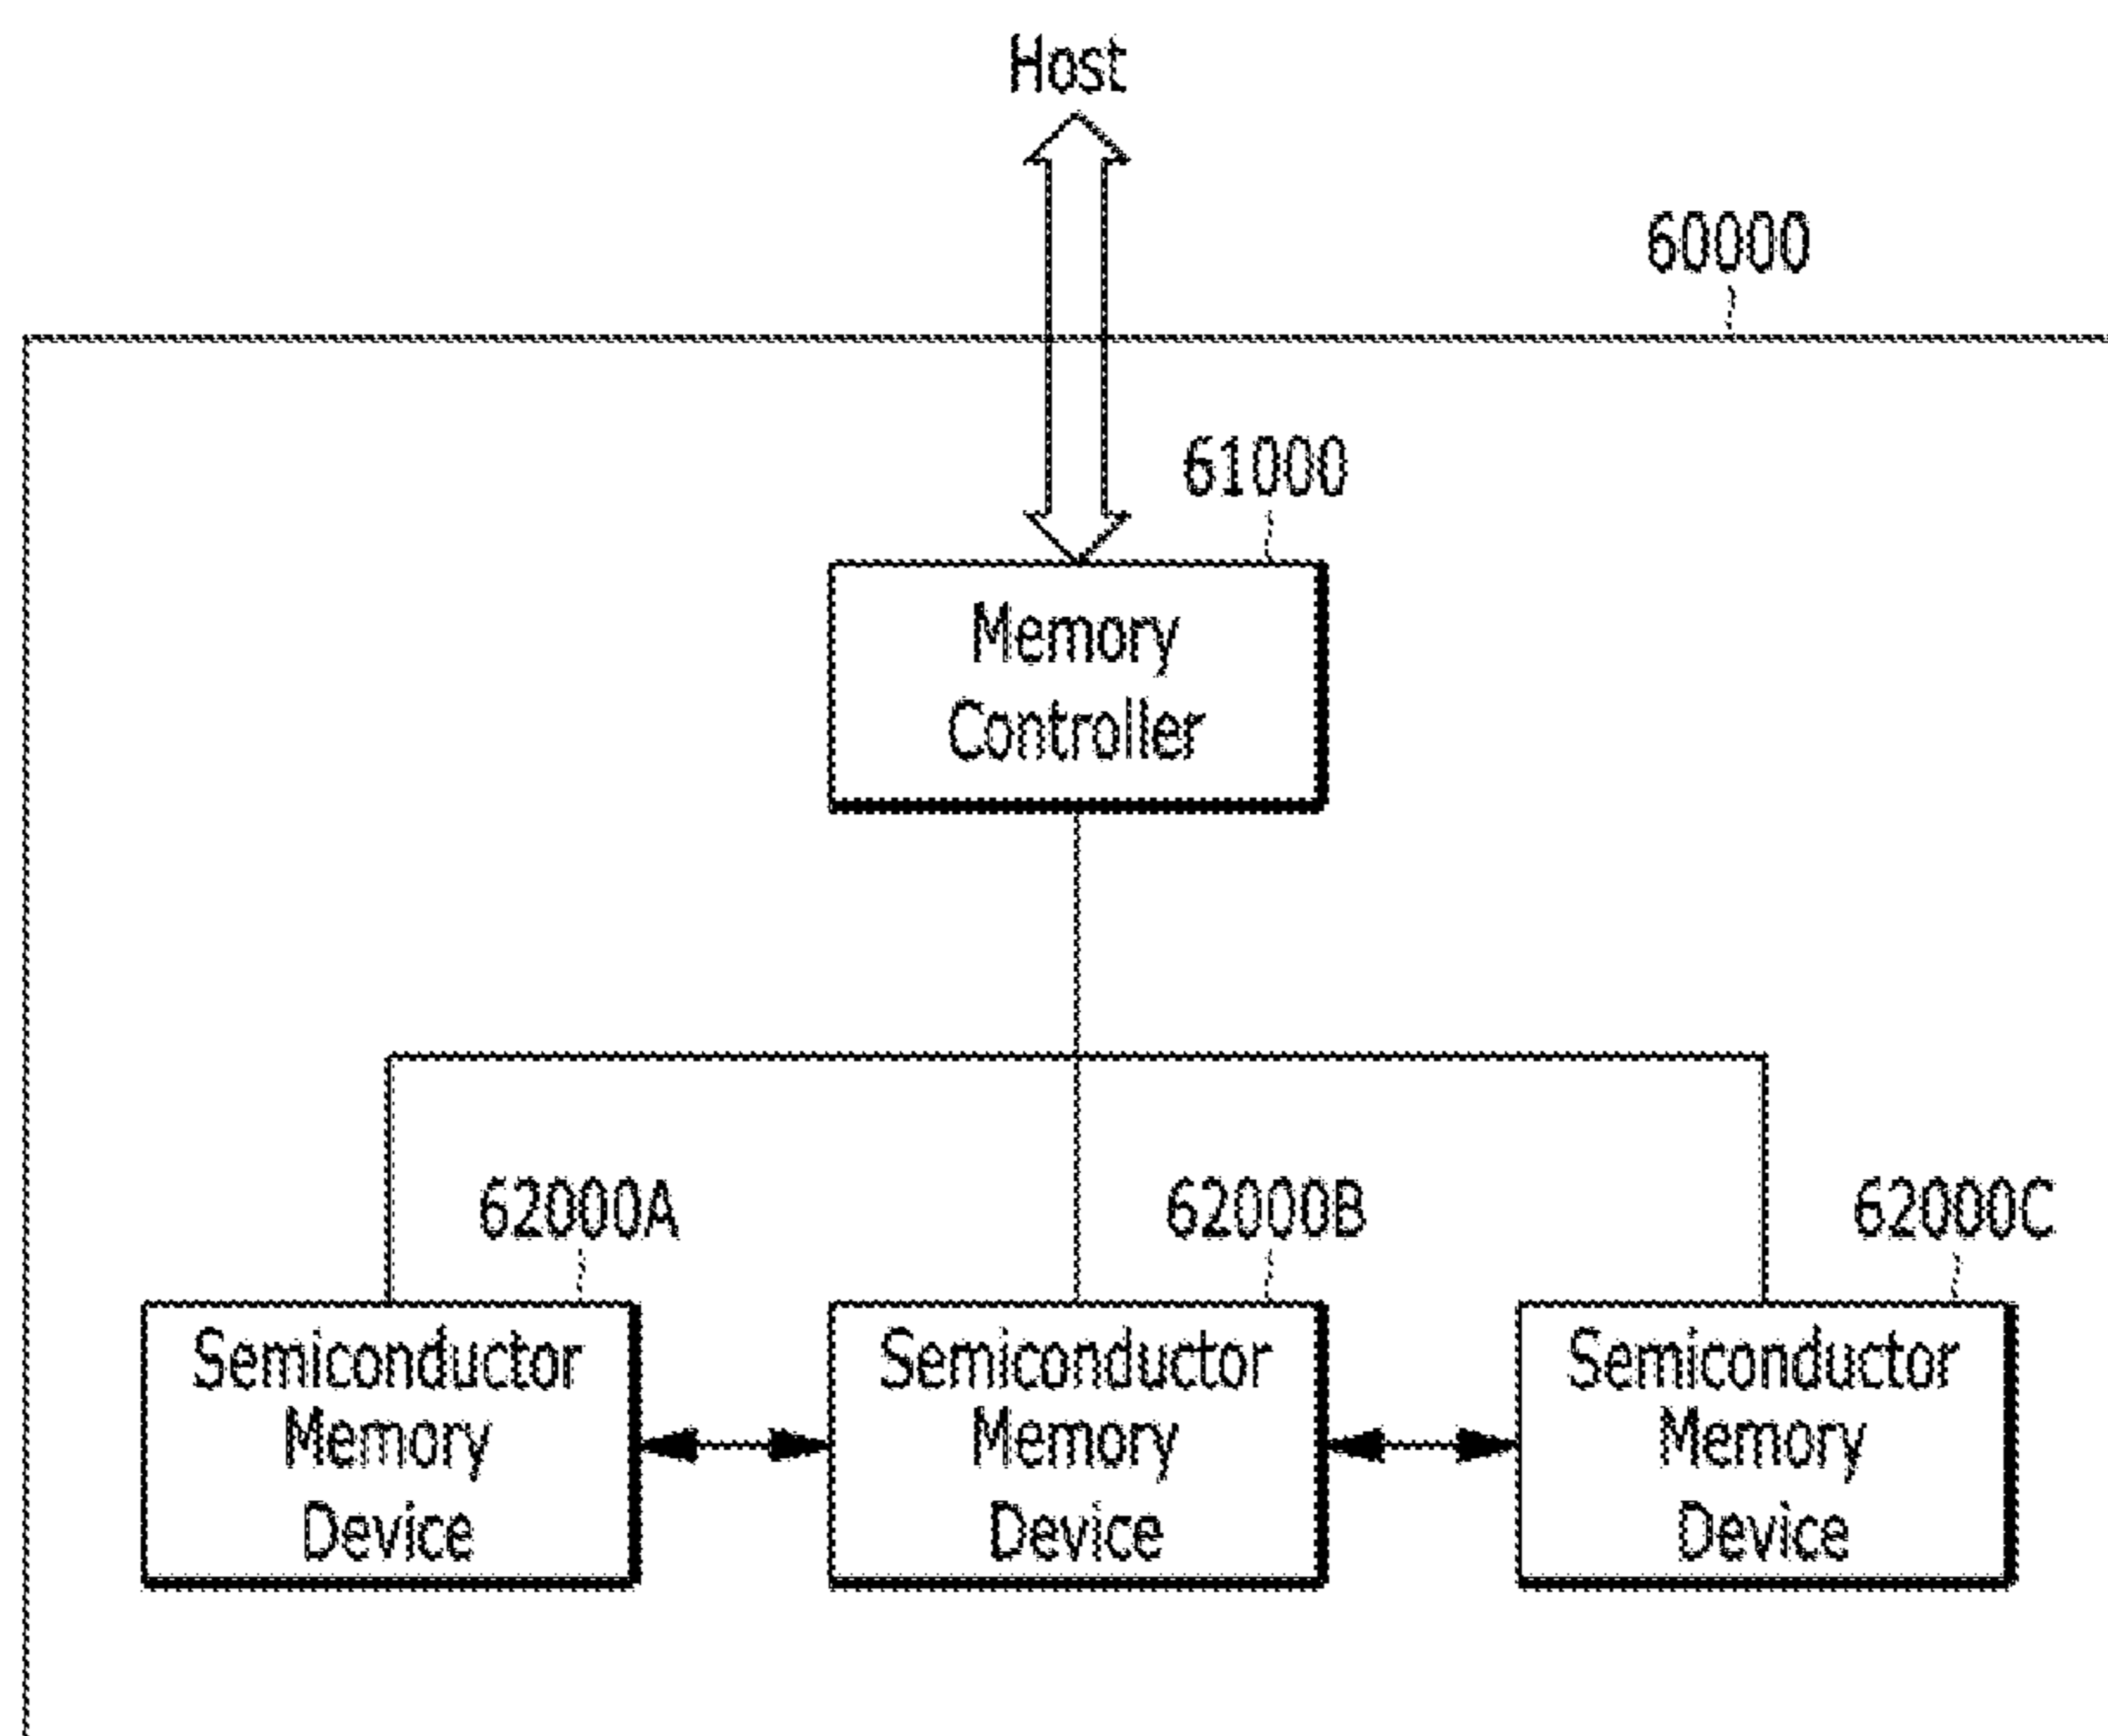 Host
60000
61000
Memory
Controller
62000A
62000B
62000C
Semiconductor
Memory
Device
Semiconductor
Memory
Device
Semiconductor
Memory
Device